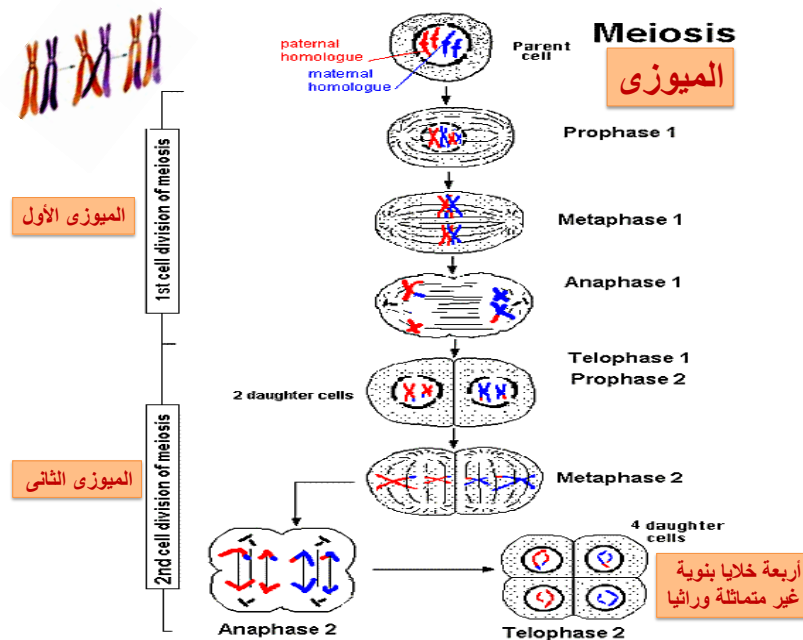 Meiosis
الميوزى
paternal
homologue
maternal
homologue
Parent
cell
Prophase 1
الميوزى الأول
1st cell division of meiosis
Metaphase 1
Anaphase 1
Telophase 1
Prophase 2
2 daughter cells
الميوزى الثانى
2nd cell division of meiosis
Metaphase 2
4 daughter
cells
أربعة خلايا بنوية
غير متماثلة وراثيا
Anaphase 2
Telophase 2